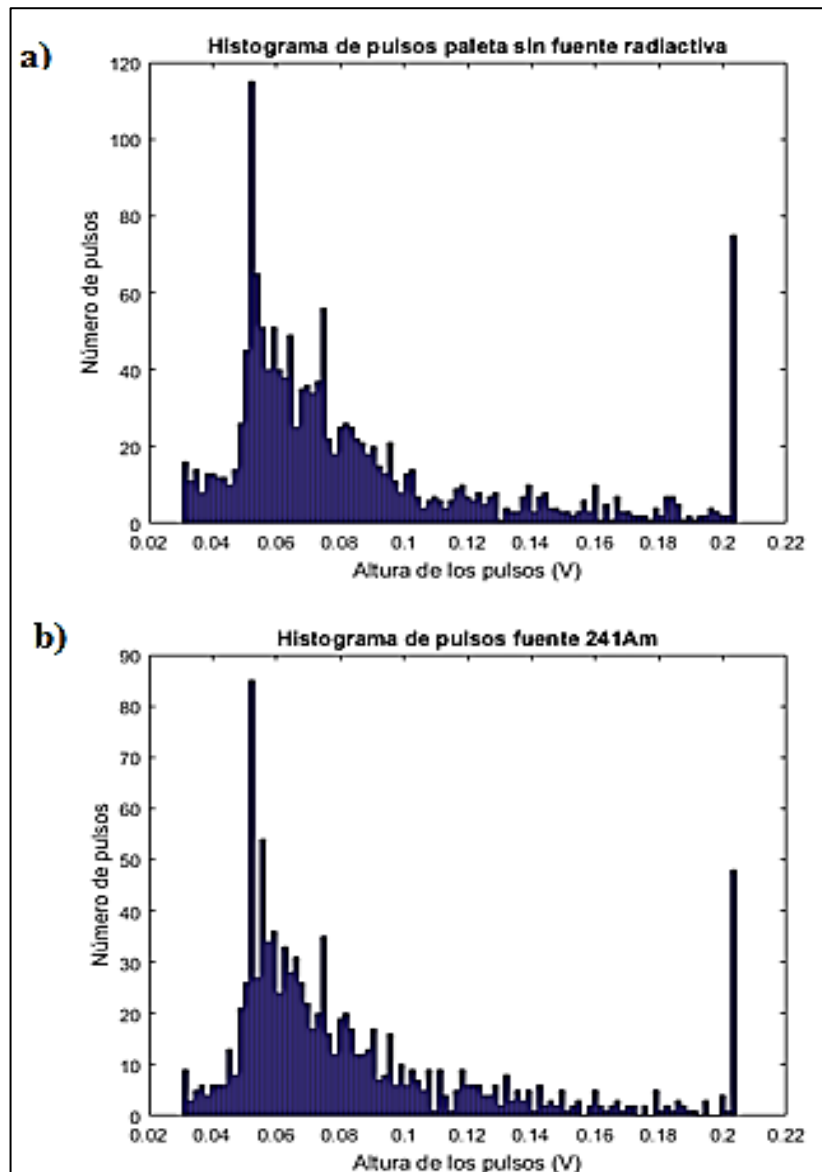 a)
Histograma de pulsos paleta sin fuente radiactiva
120
100
80
60
40
20
0
Número de pulsos
0.02 0.04 0.06 0.08 0.1 0.12 0.14 0.16 0.18 0.2 0.22
Altura de los pulsos (V)
b)
Histograma de pulsos fuente 241Am
90
80
70
60
50
40
30
20
10
0
Número de pulsos
0.02 0.04 0.06 0.08 0.1 0.12 0.14 0.16 0.18 0.2 0.22
Altura de los pulsos (V)